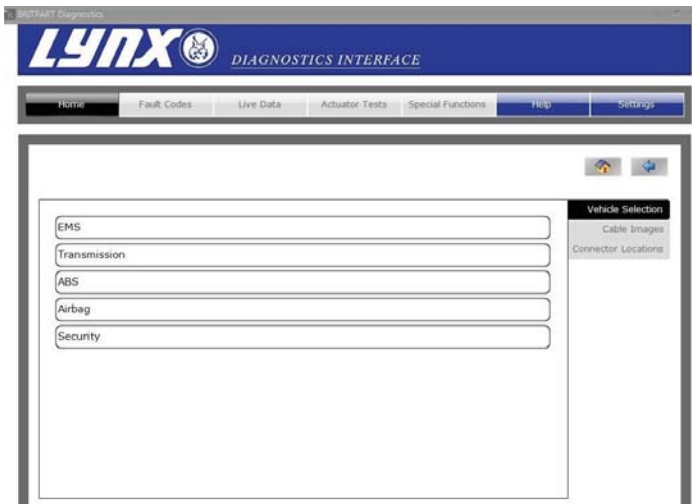 BRITPART Diagnostics
LYNX DIAGNOSTICS INTERFACE
Home Fault Codes Live Data Actuator Tests Special Functions Help Settings
Vehicle Selection
Cable Images
Connector Locations
EMS
Transmission
ABS
Airbag
Security